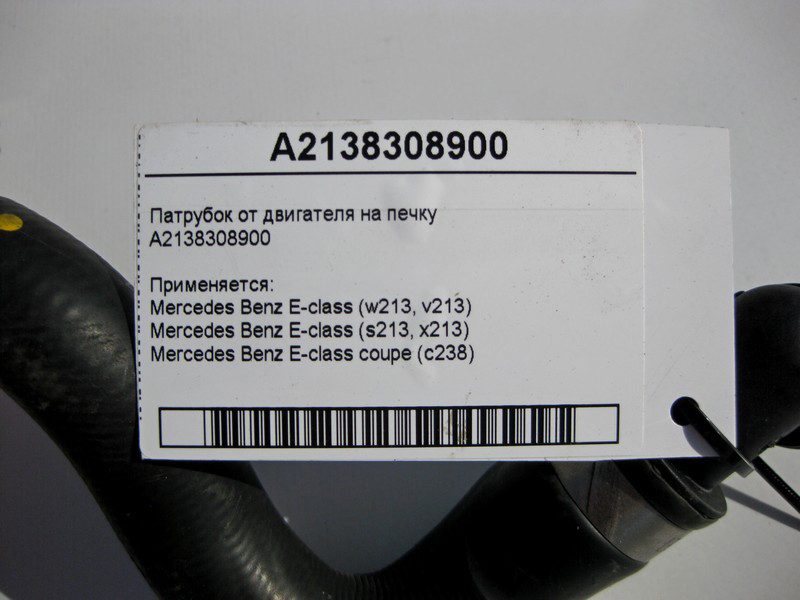 A2138308900
Патрубок от двигателя на печку
A2138308900
Применяется:
Mercedes Benz E-class (w213, v213)
Mercedes Benz E-class (s213, x213)
Mercedes Benz E-class coupe (c238)